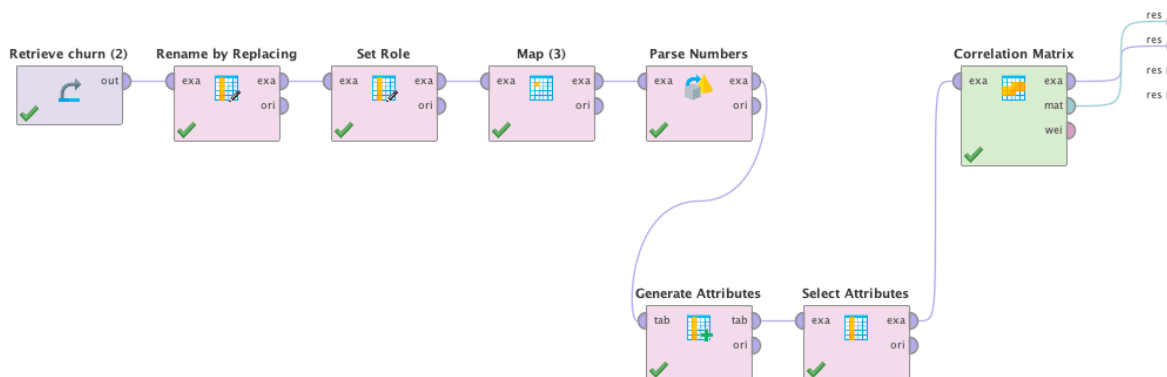 res
Retrieve churn (2) Rename by Replacing Set Role Map (3) Parse Numbers Correlation Matrix res
out exa exa exa exa exa exa exa exa exa exa res
ori ori ori ori mat res
wei
Generate Attributes Select Attributes
tab tab exa exa
ori ori